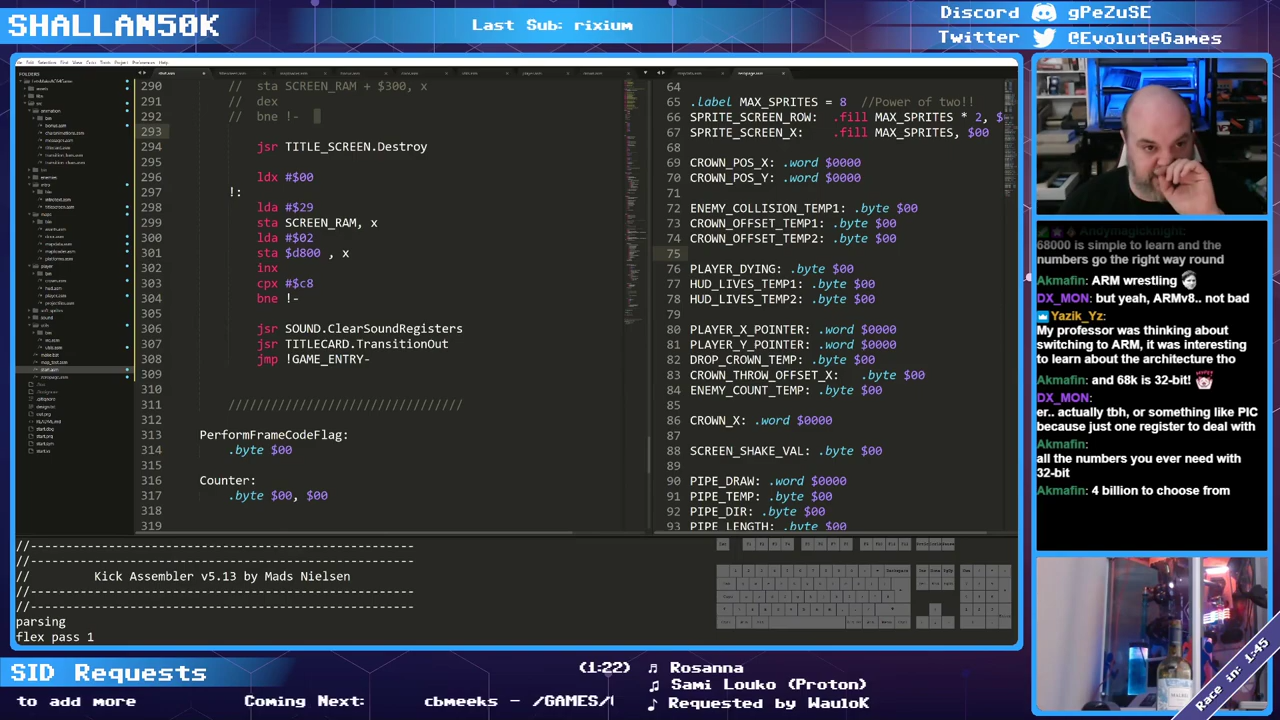 SHALLAN50K
Last Sub: rixium
Discord gPeZuSE
Twitter @EvoluteGames
FOLDERS
290 // sta SCREEN_RAM + $300, x
291 // dex
292 // bne !-
293
294 jsr TITLE_SCREEN.Destroy
295
296 ldx #$00
297 !:
298 lda #$29
299 sta SCREEN_RAM, x
300 lda #$02
301 sta $d800 , x
302 inx
303 cpx #$c8
304 bne !-
305
306 jsr SOUND.ClearSoundRegisters
307 jsr TITLECARD.TransitionOut
308 jmp !GAME_ENTRY-
309
310
311 /////////////////////////////////
312
313 PerformFrameCodeFlag:
314 .byte $00
315
316 Counter:
317 .byte $00, $00
318
319
64
65 .label MAX_SPRITES = 8 //Power of two!!
66 SPRITE_SCREEN_ROW: .fill MAX_SPRITES * 2, $
67 SPRITE_SCREEN_X: .fill MAX_SPRITES, $00
68
69 CROWN_POS_X: .word $0000
70 CROWN_POS_Y: .word $0000
71
72 ENEMY_COLLISION_TEMP1: .byte $00
73 CROWN_OFFSET_TEMP1: .byte $00
74 CROWN_OFFSET_TEMP2: .byte $00
75
76 PLAYER_DYING: .byte $00
77 HUD_LIVES_TEMP1: .byte $00
78 HUD_LIVES_TEMP2: .byte $00
79
80 PLAYER_X_POINTER: .word $0000
81 PLAYER_Y_POINTER: .word $0000
82 DROP_CROWN_TEMP: .byte $00
83 CROWN_THROW_OFFSET_X: .byte $00
84 ENEMY_COUNT_TEMP: .byte $00
85
86 CROWN_X: .word $0000
87
88 SCREEN_SHAKE_VAL: .byte $00
89
90 PIPE_DRAW: .word $0000
91 PIPE_TEMP: .byte $00
92 PIPE_DIR: .byte $00
93 PIPE_LENGTH: .byte $00
//------------------------------------------------------
//------------------------------------------------------
// Kick Assembler v5.13 by Mads Nielsen
//------------------------------------------------------
//------------------------------------------------------
parsing
flex pass 1
Andymagicknight:
68000 is simple to learn and the
numbers go the right way round
Akmafin: ARM wrestling
DX_MON: but yeah, ARMv8.. not bad
Yazik_Yz:
My professor was thinking about
switching to ARM, it was interesting
to learn about the architecture tho
Akmafin: and 68k is 32-bit!
DX_MON:
er.. actually tbh, or something like PIC
because just one register to deal with
Akmafin:
all the numbers you ever need with
32-bit
Akmafin: 4 billion to choose from
Race in: 1:45
SID Requests
to add more
Coming Next: cbmeeks - /GAMES/
(1:22) Rosanna
Sami Louko (Proton)
Requested by WauloK